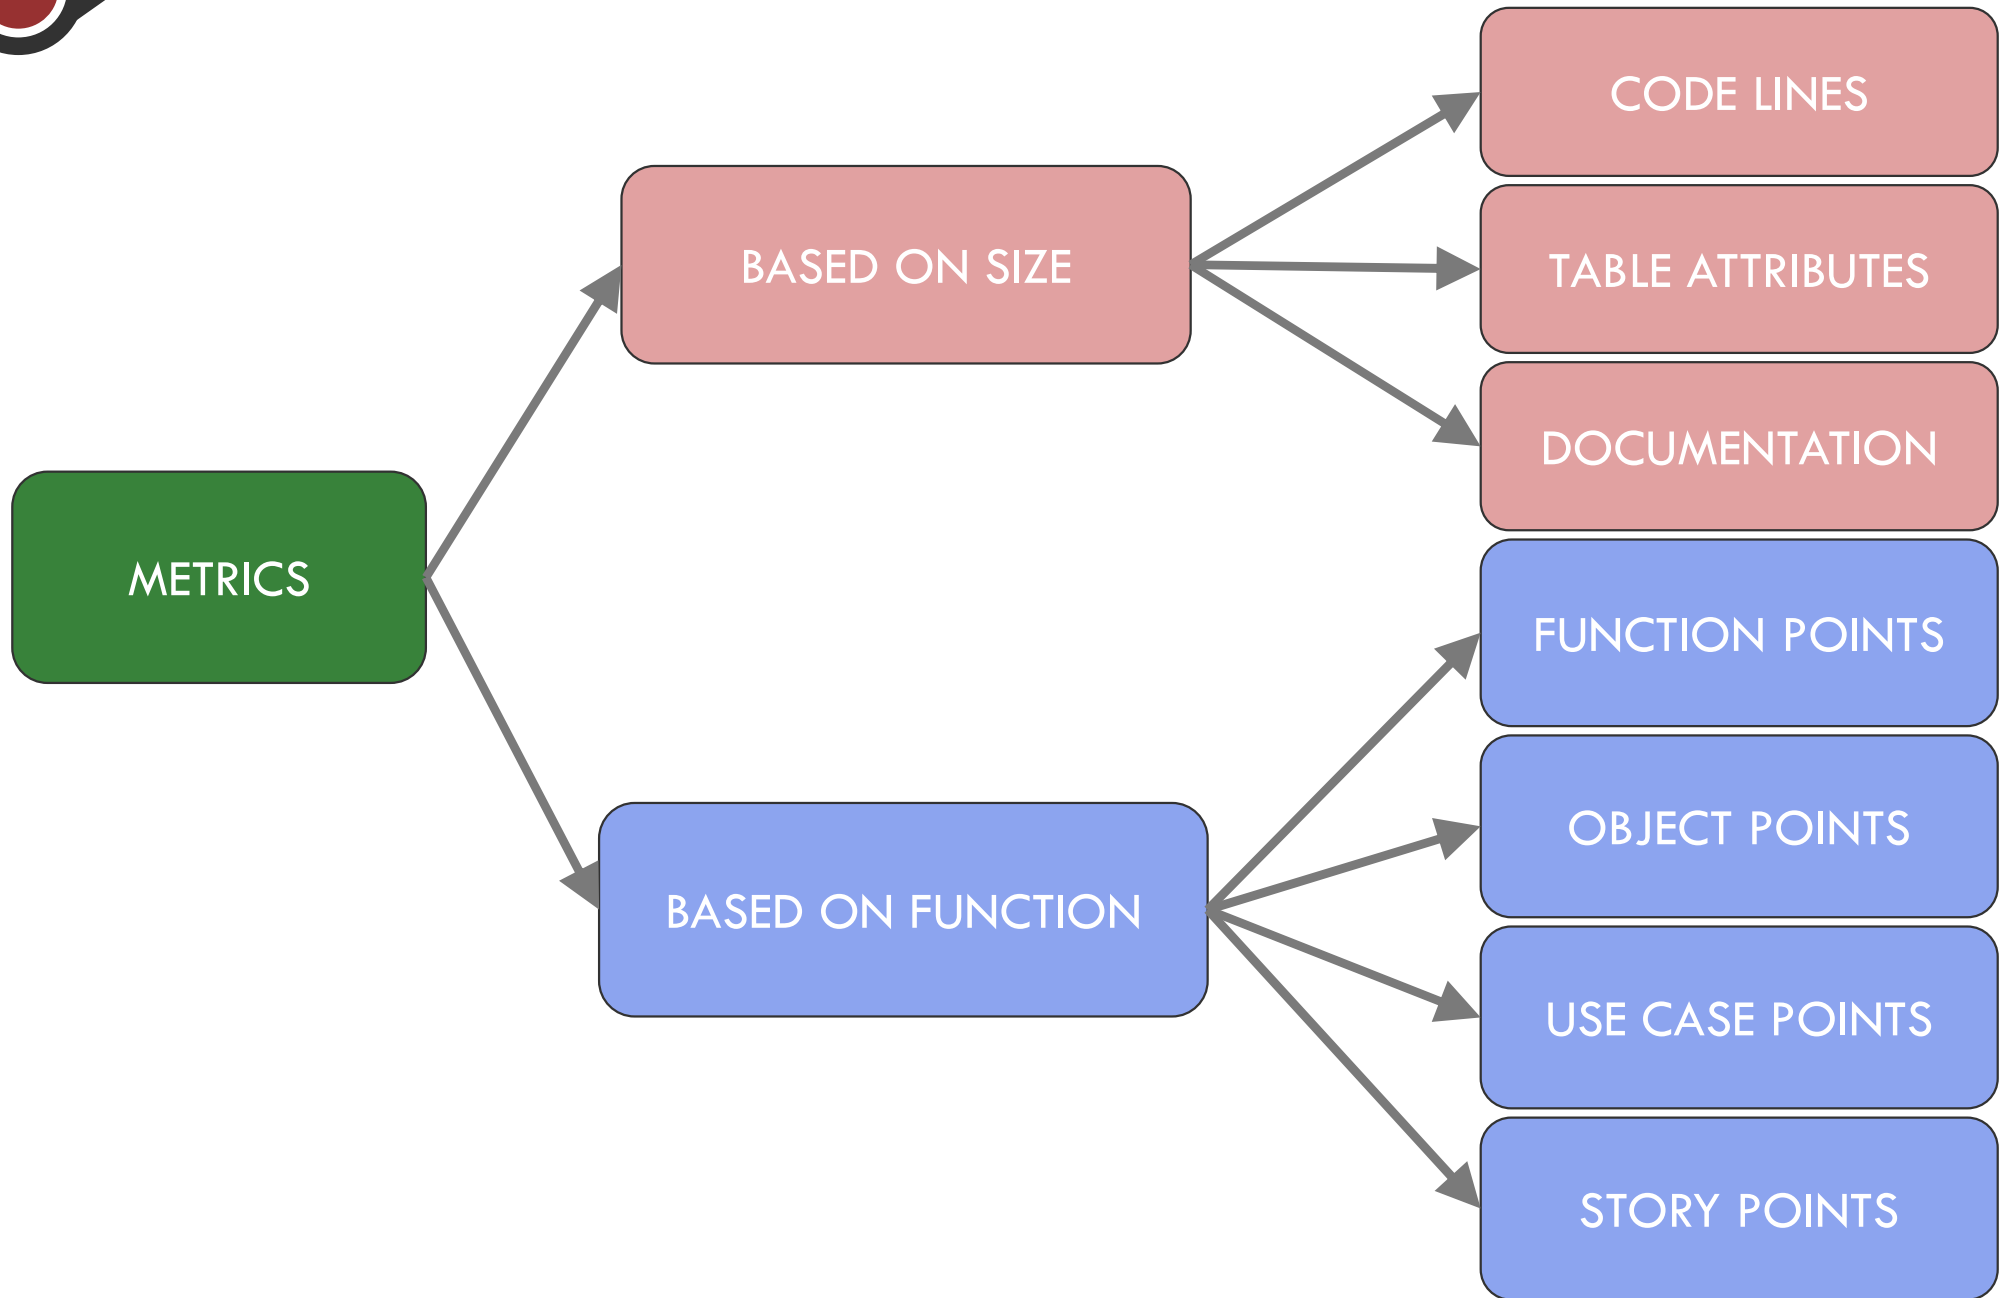 METRICS
BASED ON SIZE
CODE LINES
TABLE ATTRIBUTES
DOCUMENTATION
BASED ON FUNCTION
FUNCTION POINTS
OBJECT POINTS
USE CASE POINTS
STORY POINTS